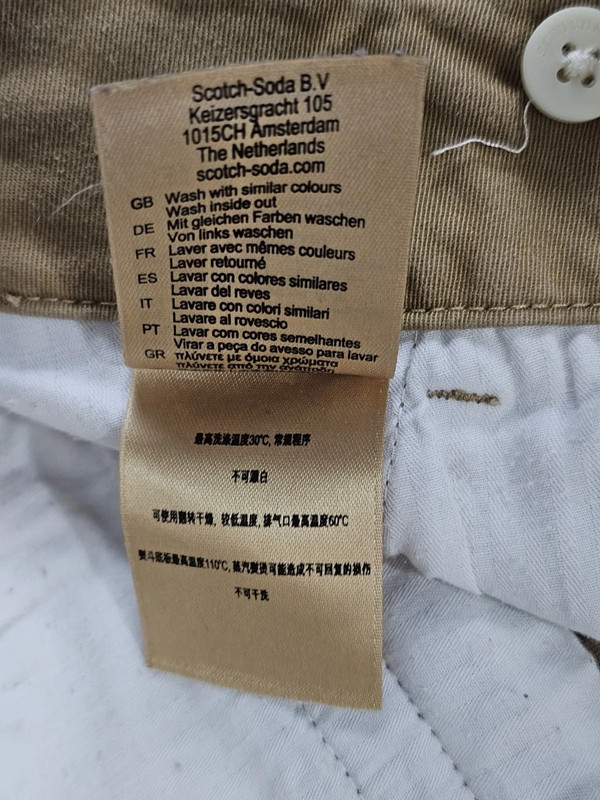 Scotch-Soda B.V
Keizersgracht 105
1015CH Amsterdam
The Netherlands
scotch-soda.com
GB Wash with similar colours
Wash inside out
DE Mit gleichen Farben waschen
Von links waschen
FR Laver avec mêmes couleurs
Laver retourné
ES Lavar con colores similares
Lavar del reves
IT Lavare con colori similari
Lavare al rovescio
PT Lavar com cores semelhantes
Virar a peça do avesso para lavar
GR πλύνετε με όμοια χρώματα
πλύνετε από την ανάποδη
最高洗涤温度30℃, 常规程序
不可漂白
可使用翻转干燥, 较低温度, 排气口最高温度60℃
熨斗底板最高温度110℃, 蒸汽熨烫可能造成不可回复的损伤
不可干洗